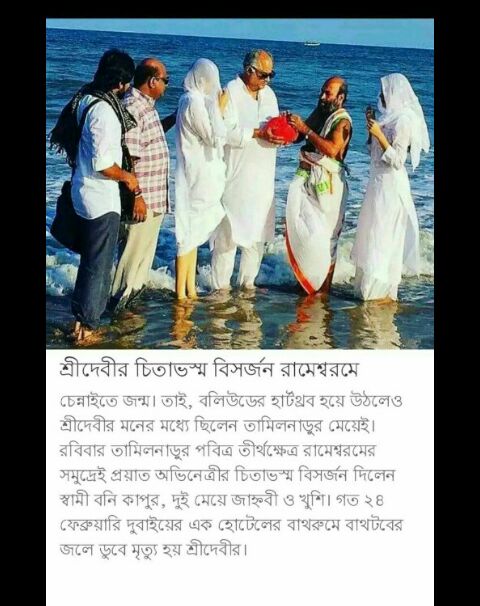 শ্রীদেবীর চিতাভস্ম বিসর্জন রামেশ্বরমে
চেন্নাইতে জন্ম। তাই, বলিউডের হার্টথ্রব হয়ে উঠলেও
শ্রীদেবীর মনের মধ্যে ছিলেন তামিলনাড়ুর মেয়েই।
রবিবার তামিলনাড়ুর পবিত্র তীর্থক্ষেত্র রামেশ্বরমের
সমুদ্রেই প্রয়াত অভিনেত্রীর চিতাভস্ম বিসর্জন দিলেন
স্বামী বনি কাপুর, দুই মেয়ে জাহ্নবী ও খুশি। গত ২৪
ফেব্রুয়ারি দুবাইয়ের এক হোটেলের বাথরুমে বাথটবের
জলে ডুবে মৃত্যু হয় শ্রীদেবীর।